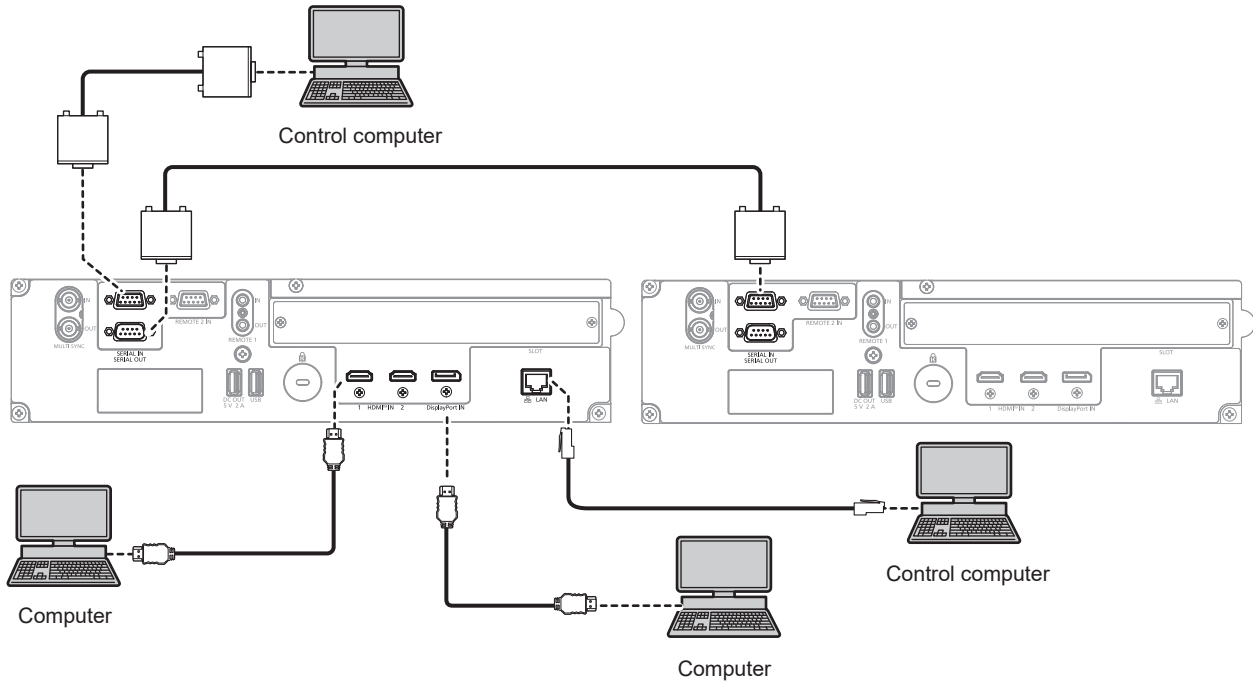 Control computer
IN
OUT
MULTI SYNC
REMOTE 2 IN
SERIAL IN
SERIAL OUT
IN
OUT
REMOTE 1
SLOT
DC OUT
5 V 2 A
USB
1 HDMI®IN 2
DisplayPort IN
LAN
IN
OUT
MULTI SYNC
REMOTE 2 IN
SERIAL IN
SERIAL OUT
IN
OUT
REMOTE 1
SLOT
DC OUT
5 V 2 A
USB
1 HDMI®IN 2
DisplayPort IN
LAN
Computer
Control computer
Computer